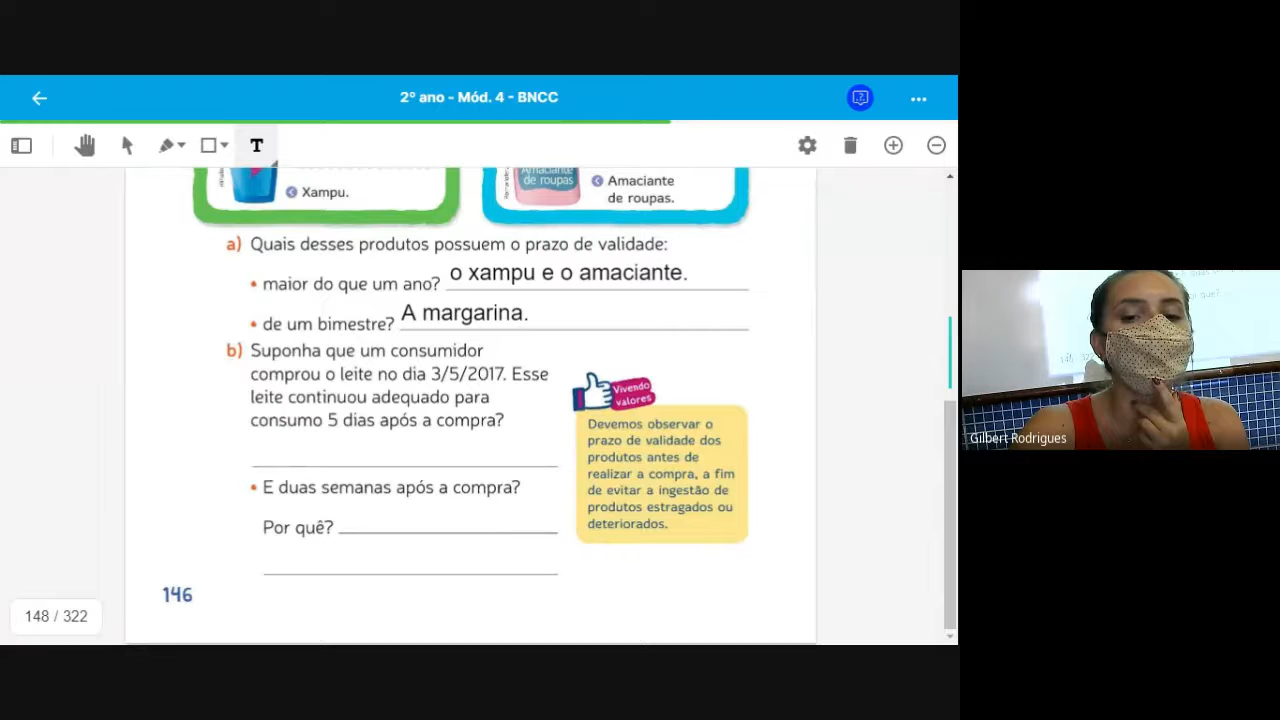 2º ano - Mód. 4 - BNCC
T
Amaciante
de roupas
Xampu.
Amaciante
de roupas.
a) Quais desses produtos possuem o prazo de validade:
• maior do que um ano? o xampu e o amaciante.
• de um bimestre? A margarina.
b) Suponha que um consumidor
comprou o leite no dia 3/5/2017. Esse
leite continuou adequado para
consumo 5 dias após a compra?
• E duas semanas após a compra?
Por quê?
Vivendo
valores
Devemos observar o
prazo de validade dos
produtos antes de
realizar a compra, a fim
de evitar a ingestão de
produtos estragados ou
deteriorados.
146
148 / 322
Gilbert Rodrigues